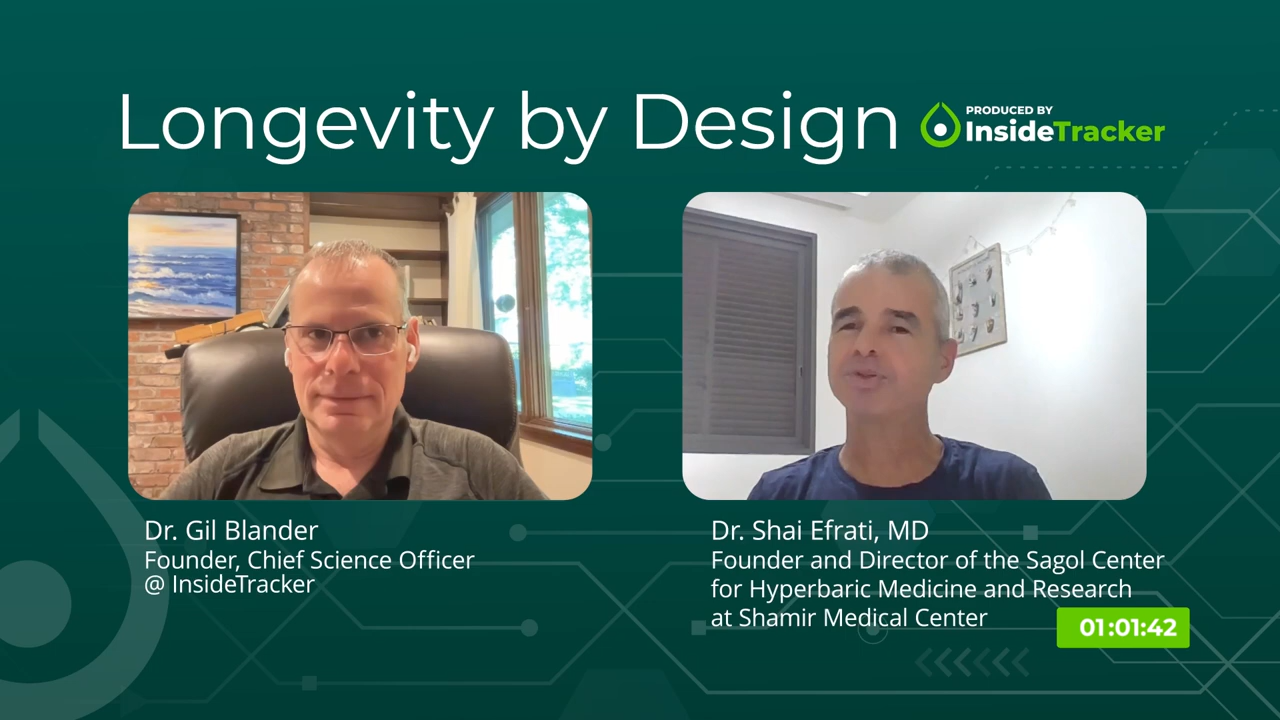 Longevity by Design
PRODUCED BY
InsideTracker
Dr. Gil Blander
Founder, Chief Science Officer
@ InsideTracker
Dr. Shai Efrati, MD
Founder and Director of the Sagol Center
for Hyperbaric Medicine and Research
at Shamir Medical Center
01:01:42